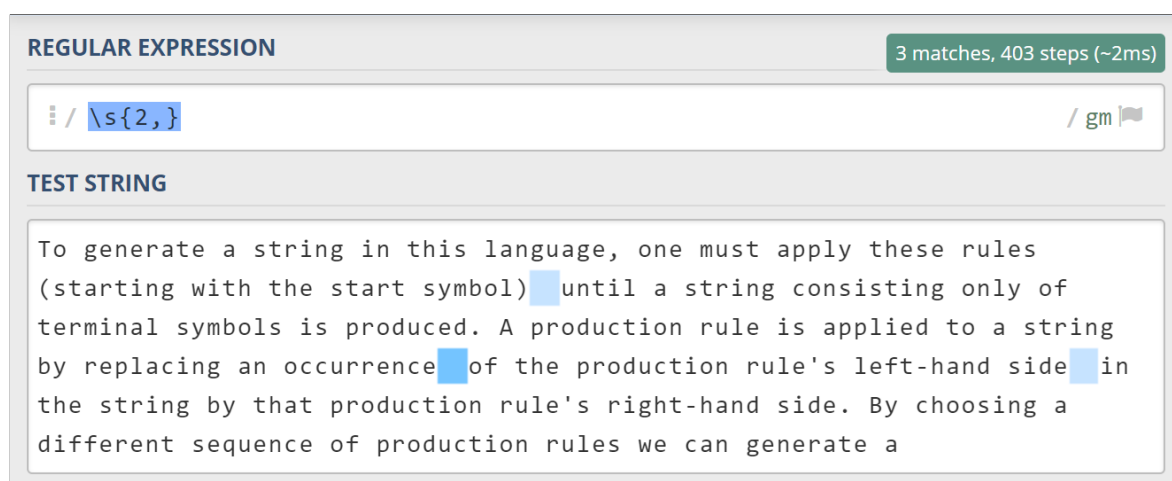 REGULAR EXPRESSION
3 matches, 403 steps (~2ms)
/ \s{2,} / gm
TEST STRING
To generate a string in this language, one must apply these rules
(starting with the start symbol)  until a string consisting only of
terminal symbols is produced. A production rule is applied to a string
by replacing an occurrence  of the production rule's left-hand side  in
the string by that production rule's right-hand side. By choosing a
different sequence of production rules we can generate a